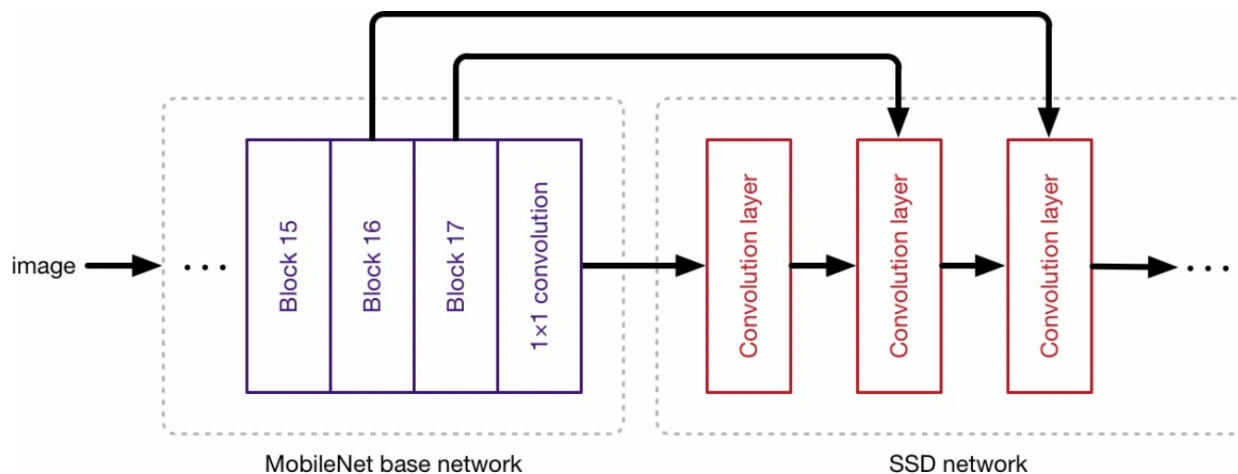 image
...
Block 15
Block 16
Block 17
1×1 convolution
Convolution layer
Convolution layer
Convolution layer
...
MobileNet base network
SSD network